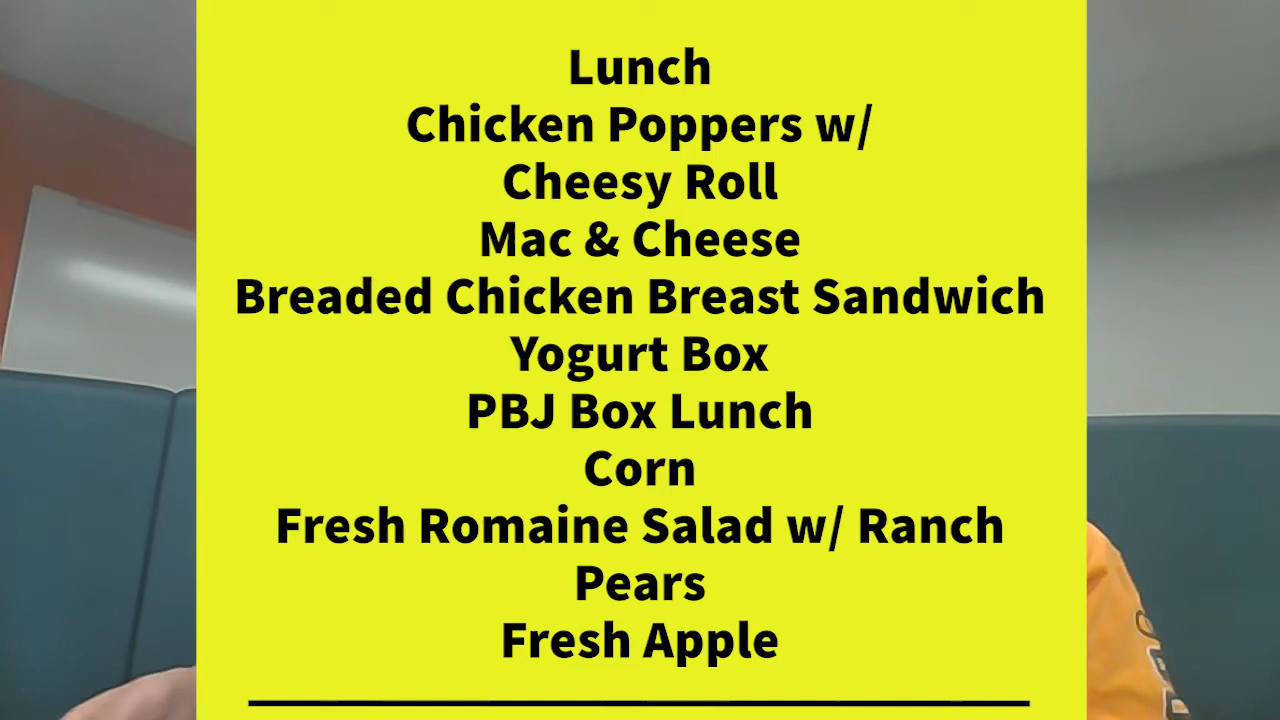 Lunch
Chicken Poppers w/
Cheesy Roll
Mac & Cheese
Breaded Chicken Breast Sandwich
Yogurt Box
PBJ Box Lunch
Corn
Fresh Romaine Salad w/ Ranch
Pears
Fresh Apple